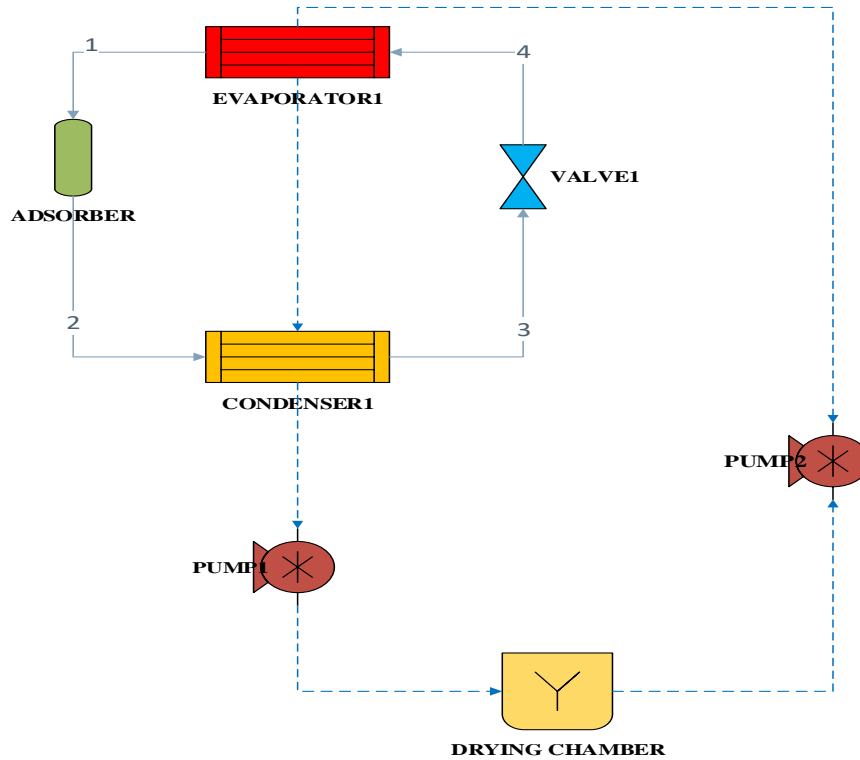 1
4
EVAPORATOR1
VALVE1
ADSORBER
2
3
CONDENSER1
PUMP2
PUMP1
DRYING CHAMBER